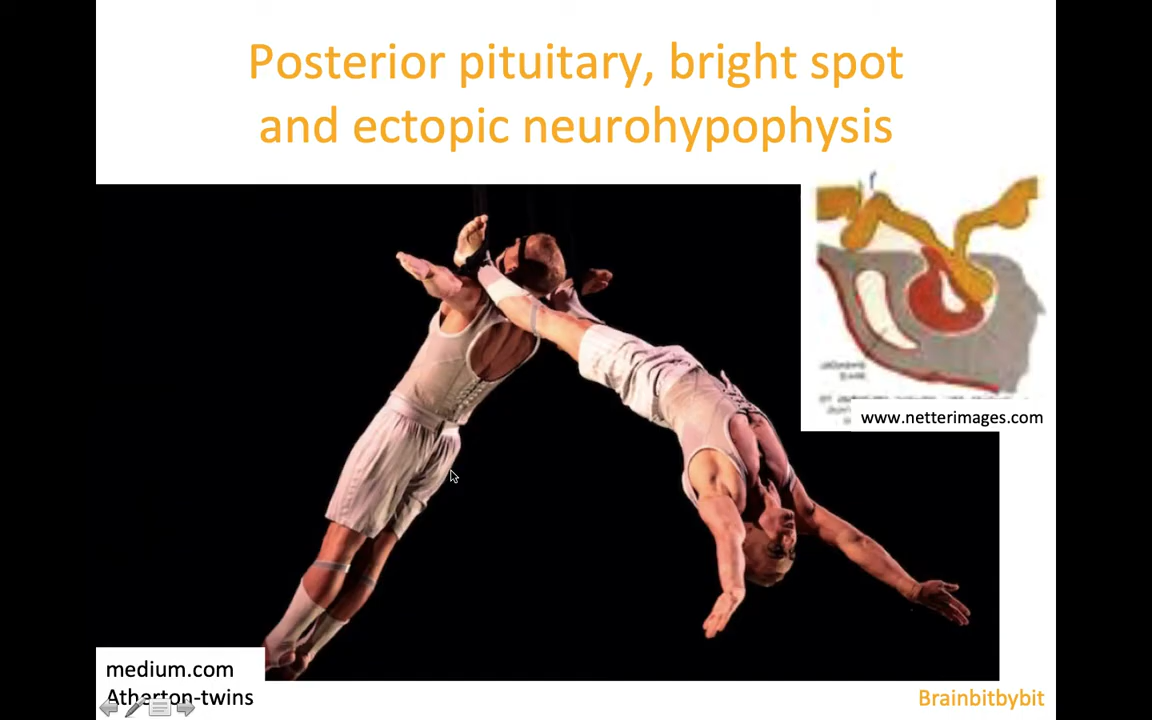 Posterior pituitary, bright spot
and ectopic neurohypophysis
www.netterimages.com
medium.com
Atherton-twins
Brainbitbybit